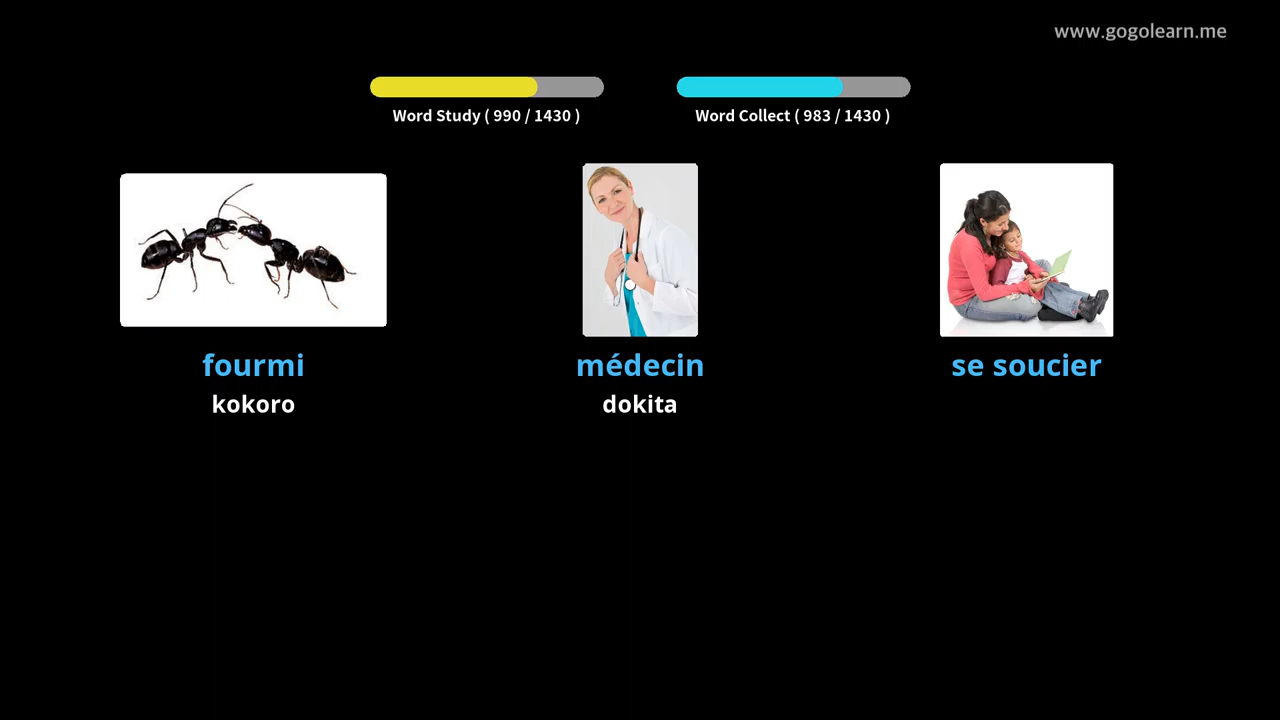 www.gogolearn.me
Word Study ( 990 / 1430 )
Word Collect ( 983 / 1430 )
fourmi
kokoro
médecin
dokita
se soucier